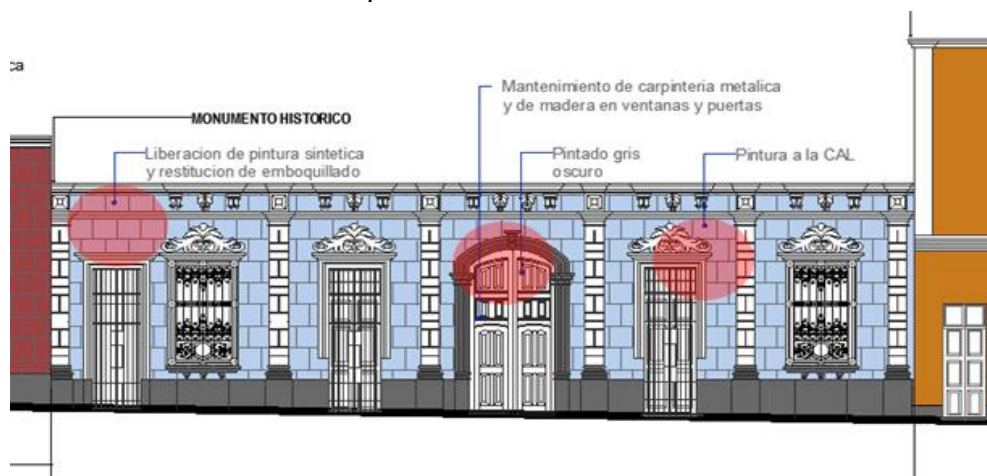 ca
Mantenimiento de carpinteria metalica
y de madera en ventanas y puertas
MONUMENTO HISTORICO
Liberacion de pintura sintetica
y restitucion de emboquillado
Pintado gris
oscuro
Pintura a la CAL